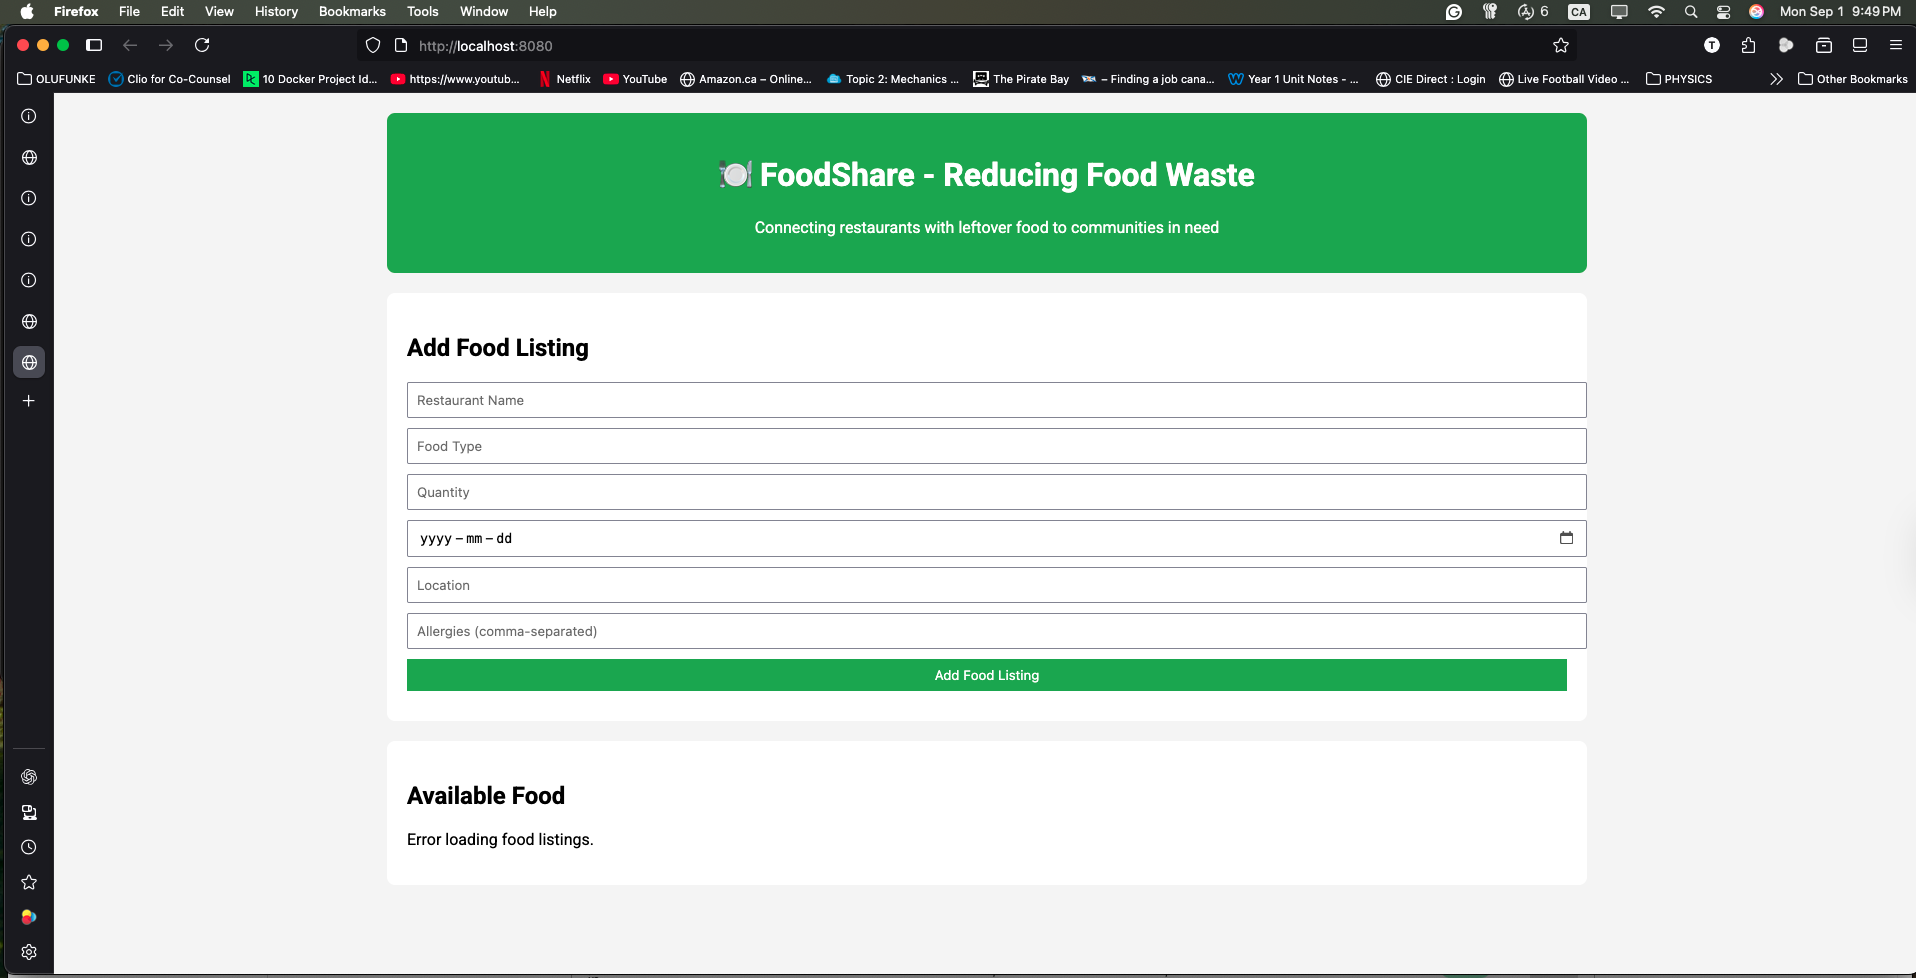 Firefox File Edit View History Bookmarks Tools Window Help 6 CA Mon Sep 1 9:49 PM
http://localhost:8080 T
OLUFUNKE Clio for Co-Counsel 10 Docker Project Id... https://www.youtub... Netflix YouTube Amazon.ca – Online... Topic 2: Mechanics ... The Pirate Bay – Finding a job cana... Year 1 Unit Notes - ... CIE Direct : Login Live Football Video ... PHYSICS Other Bookmarks
FoodShare - Reducing Food Waste
Connecting restaurants with leftover food to communities in need
Add Food Listing
Restaurant Name
Food Type
Quantity
yyyy – mm – dd
Location
Allergies (comma-separated)
Add Food Listing
Available Food
Error loading food listings.